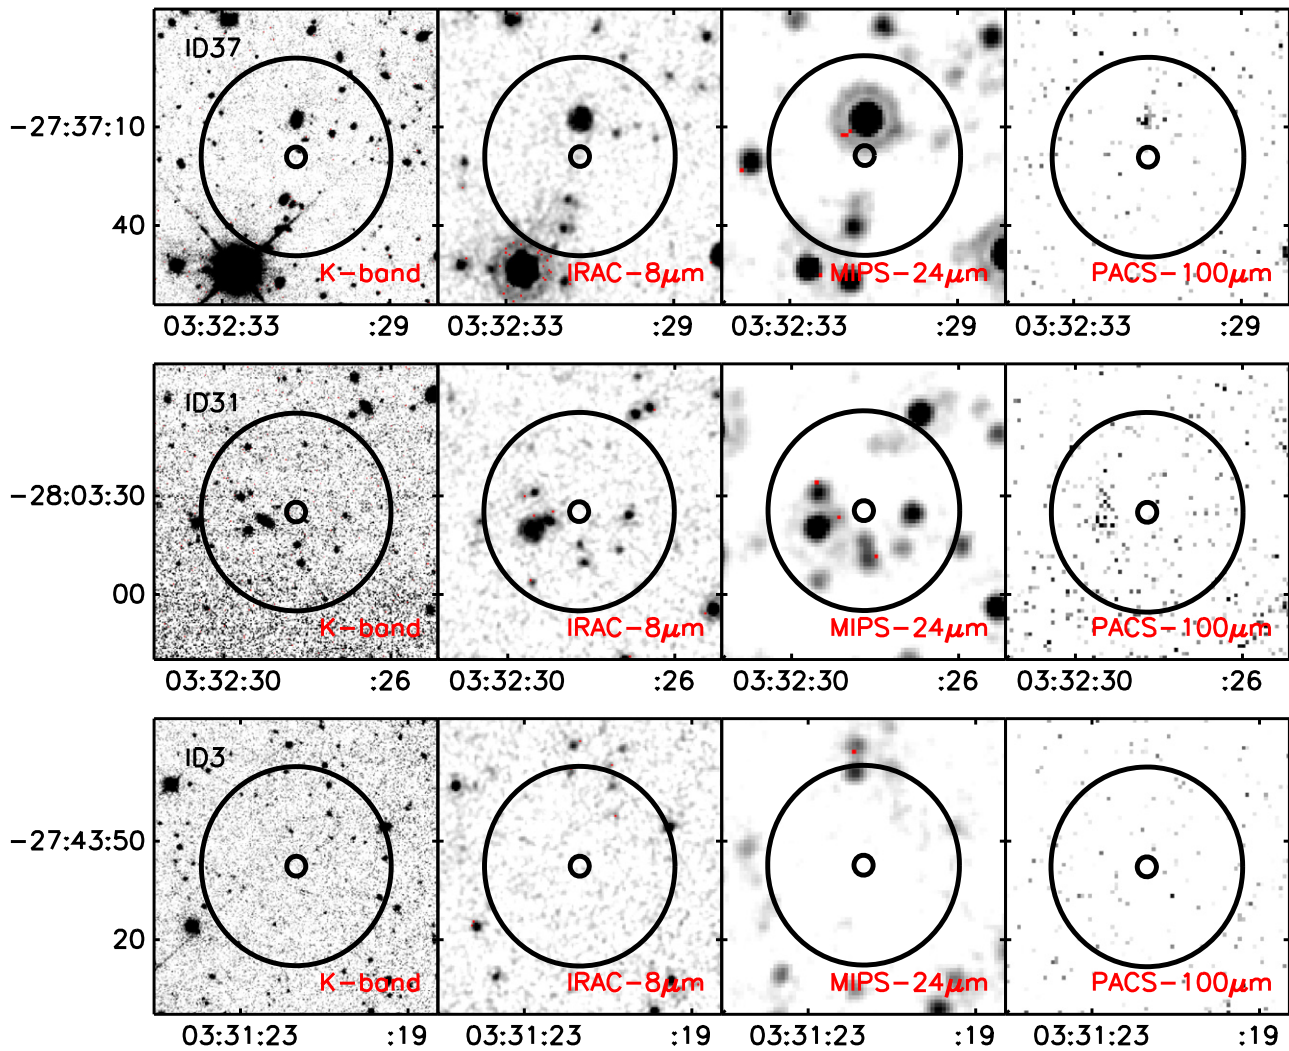 ID37
-27:37:10
40
K-band IRAC-8μm MIPS-24μm PACS-100μm
03:32:33 :29 03:32:33 :29 03:32:33 :29 03:32:33 :29
ID31
-28:03:30
00
K-band IRAC-8μm MIPS-24μm PACS-100μm
03:32:30 :26 03:32:30 :26 03:32:30 :26 03:32:30 :26
ID3
-27:43:50
20
K-band IRAC-8μm MIPS-24μm PACS-100μm
03:31:23 :19 03:31:23 :19 03:31:23 :19 03:31:23 :19